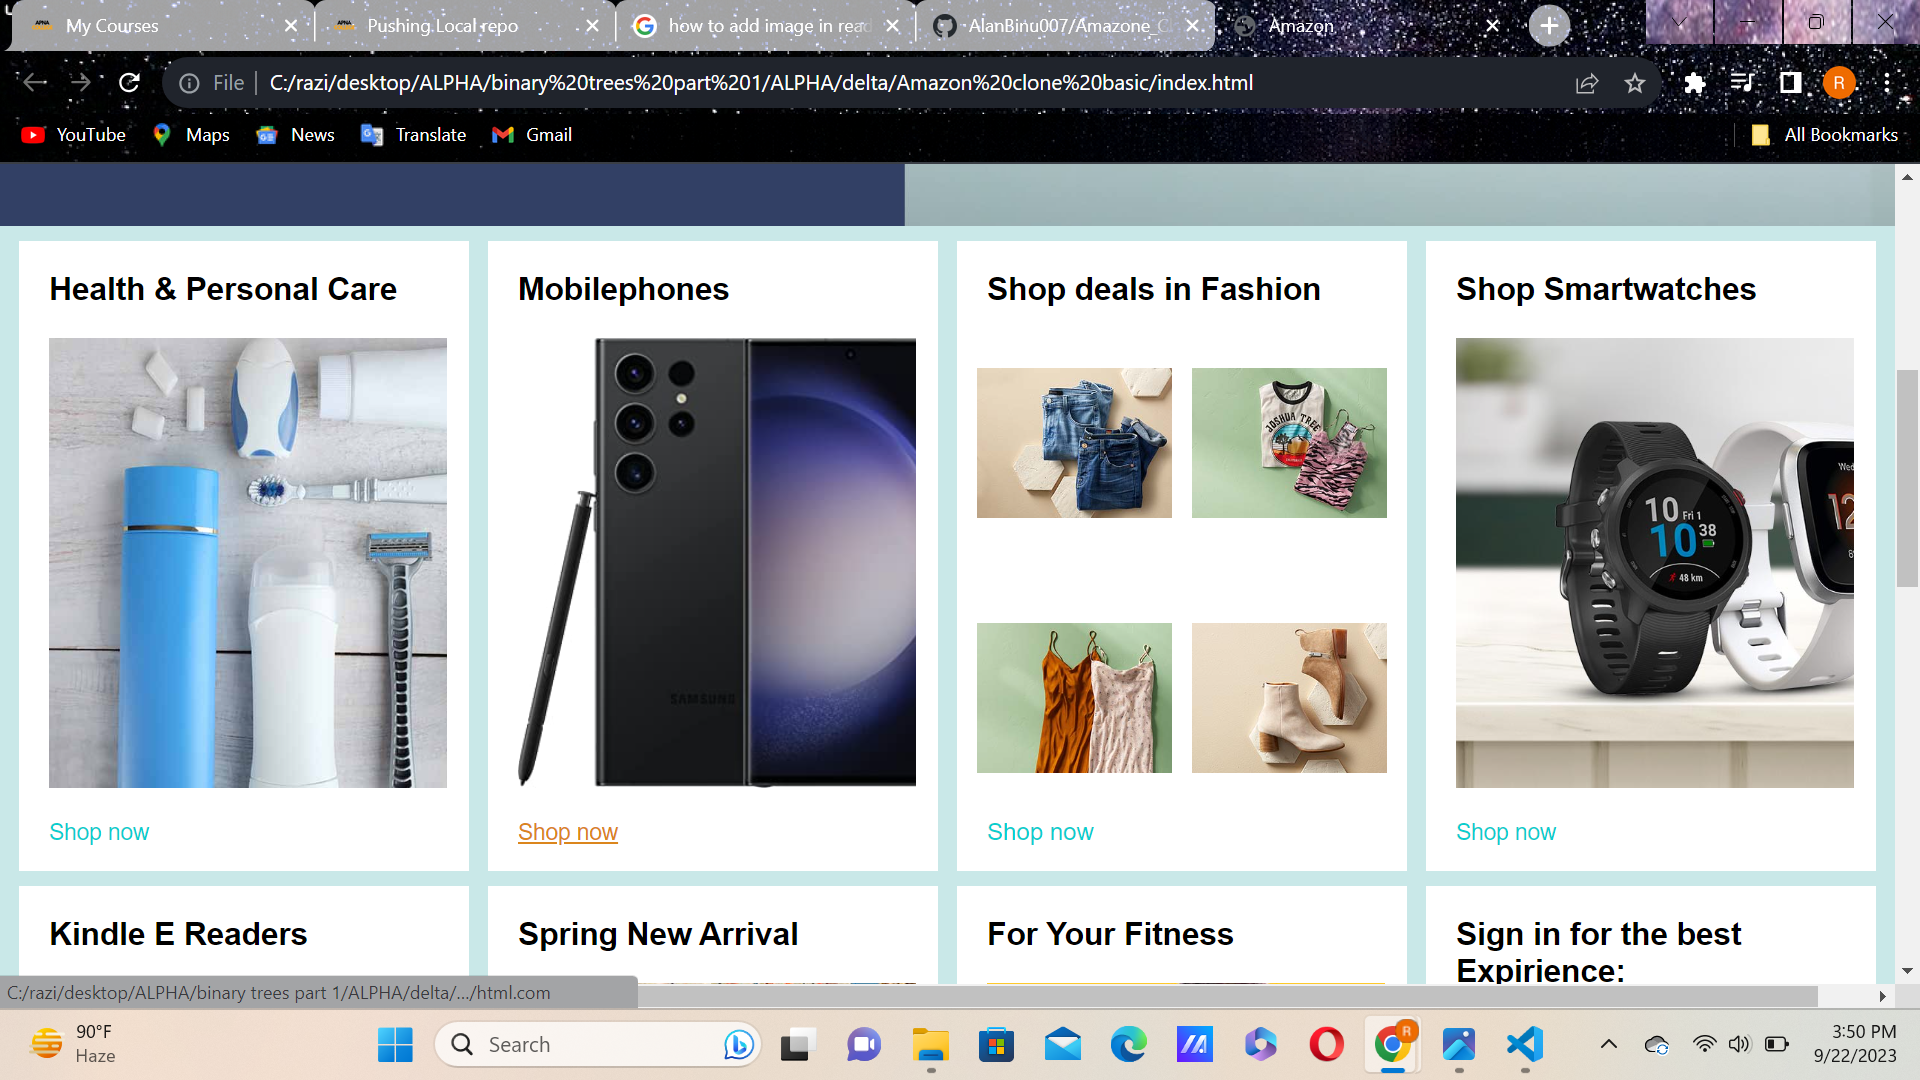 My Courses
Pushing Local repo
how to add image in read
AlanBinu007/Amazone_C
Amazon
File
C:/razi/desktop/ALPHA/binary%20trees%20part%201/ALPHA/delta/Amazon%20clone%20basic/index.html
R
YouTube
Maps
News
Translate
Gmail
All Bookmarks
Health & Personal Care
Mobilephones
Shop deals in Fashion
Shop Smartwatches
SAMSUNG
JOSHUA TREE
Wed
10 Fri 1
10 38
48 km
12
Shop now
Shop now
Shop now
Shop now
Kindle E Readers
Spring New Arrival
For Your Fitness
Sign in for the best
Expirience:
C:/razi/desktop/ALPHA/binary trees part 1/ALPHA/delta/.../html.com
90°F
Haze
Search
R
3:50 PM
9/22/2023